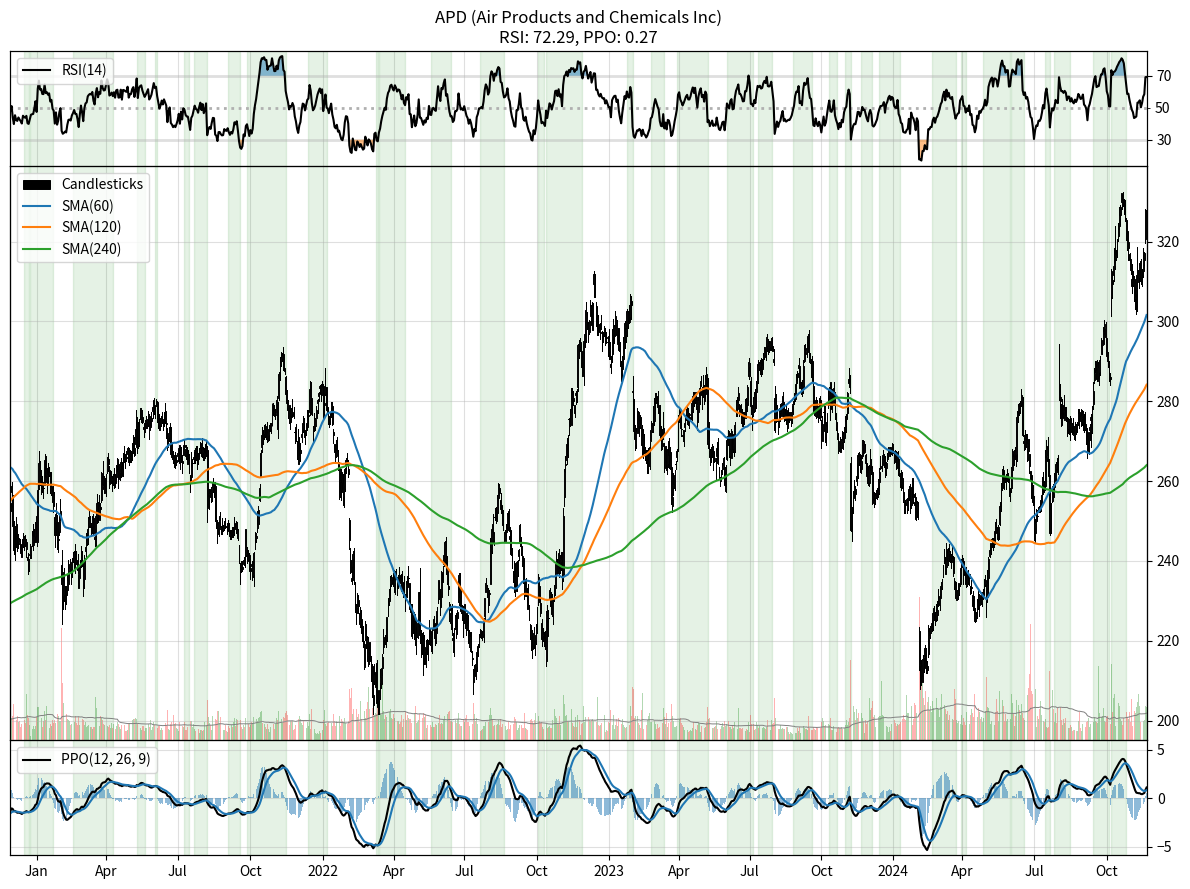 APD (Air Products and Chemicals Inc)
RSI: 72.29, PPO: 0.27
RSI(14)
70
50
30
Candlesticks
SMA(60)
SMA(120)
SMA(240)
320
300
280
260
240
220
200
PPO(12, 26, 9)
5
0
−5
Jan Apr Jul Oct 2022 Apr Jul Oct 2023 Apr Jul Oct 2024 Apr Jul Oct